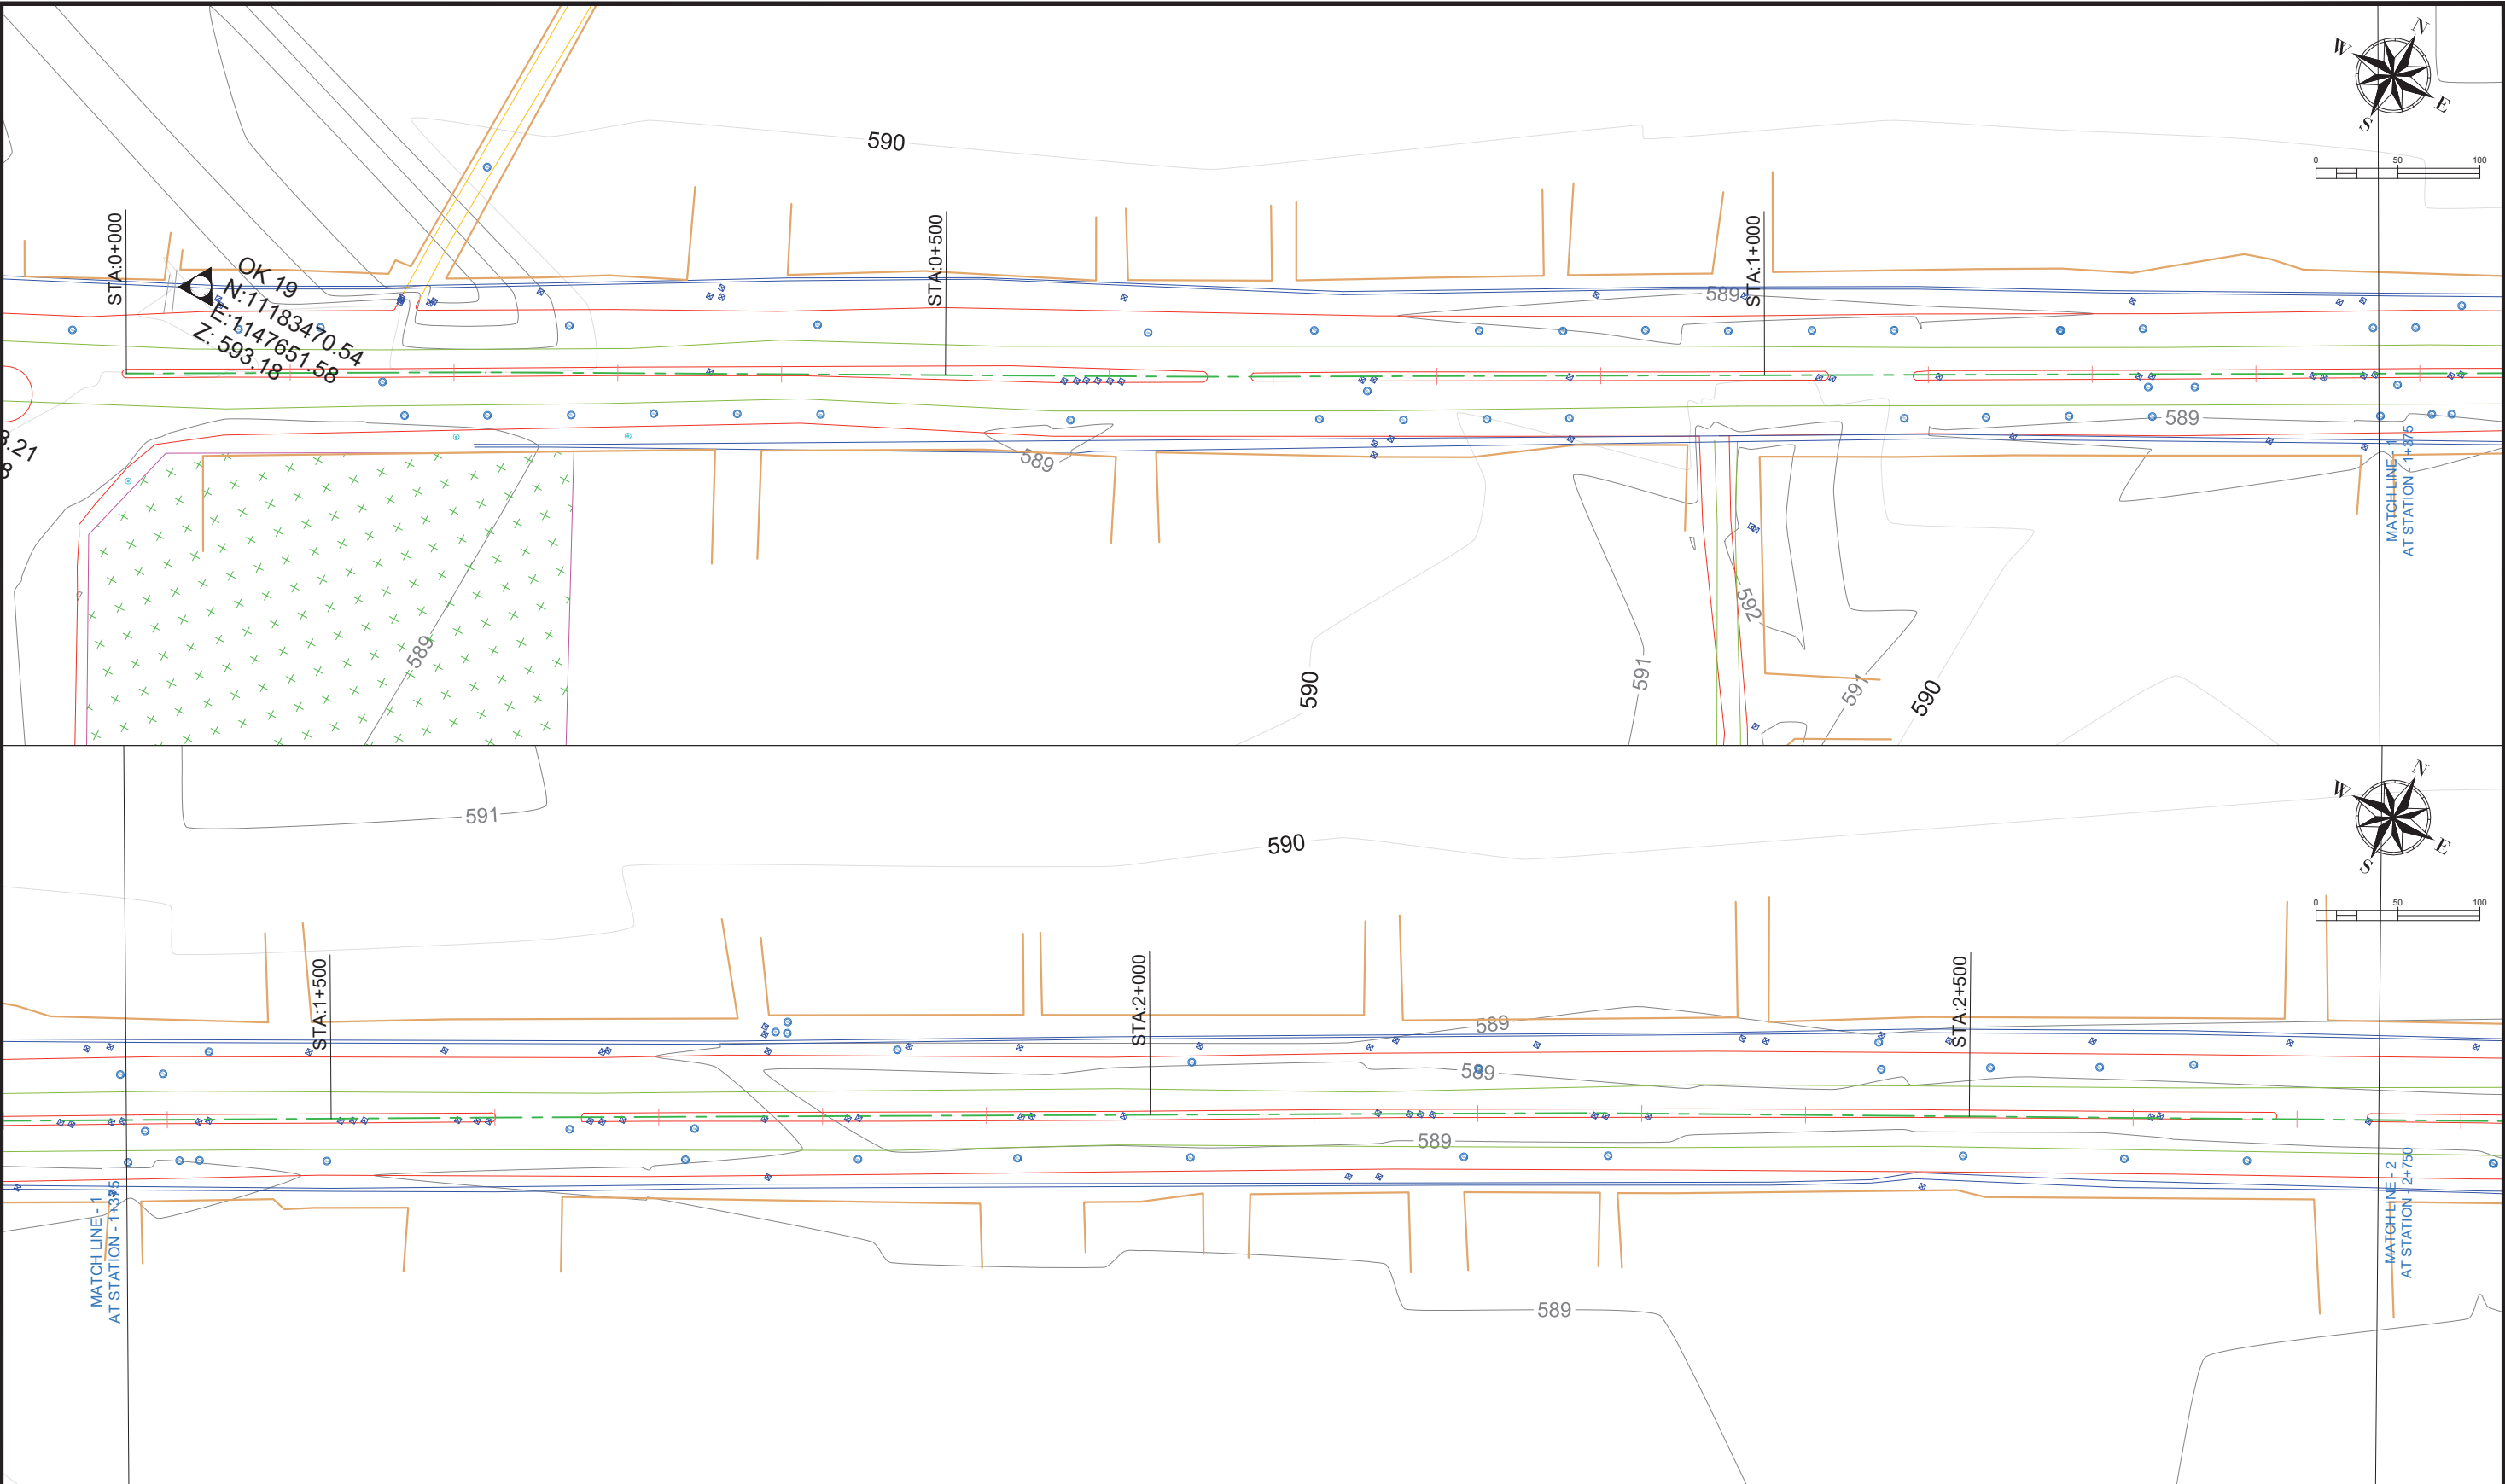 N
W
E
S
590
0 50 100
STA:0+000
STA:0+500
STA:1+000
OK 19
N:11183470.54
E:1147651.58
Z: 593.18
589
589
589
.21
8
592
589
591
591
590
590
MATCH LINE - 1
AT STATION - 1+375
N
W
E
S
591
590
0 50 100
STA:1+500
STA:2+000
STA:2+500
589
589
589
MATCH LINE - 1
AT STATION - 1+375
MATCH LINE - 2
AT STATION - 2+750
589